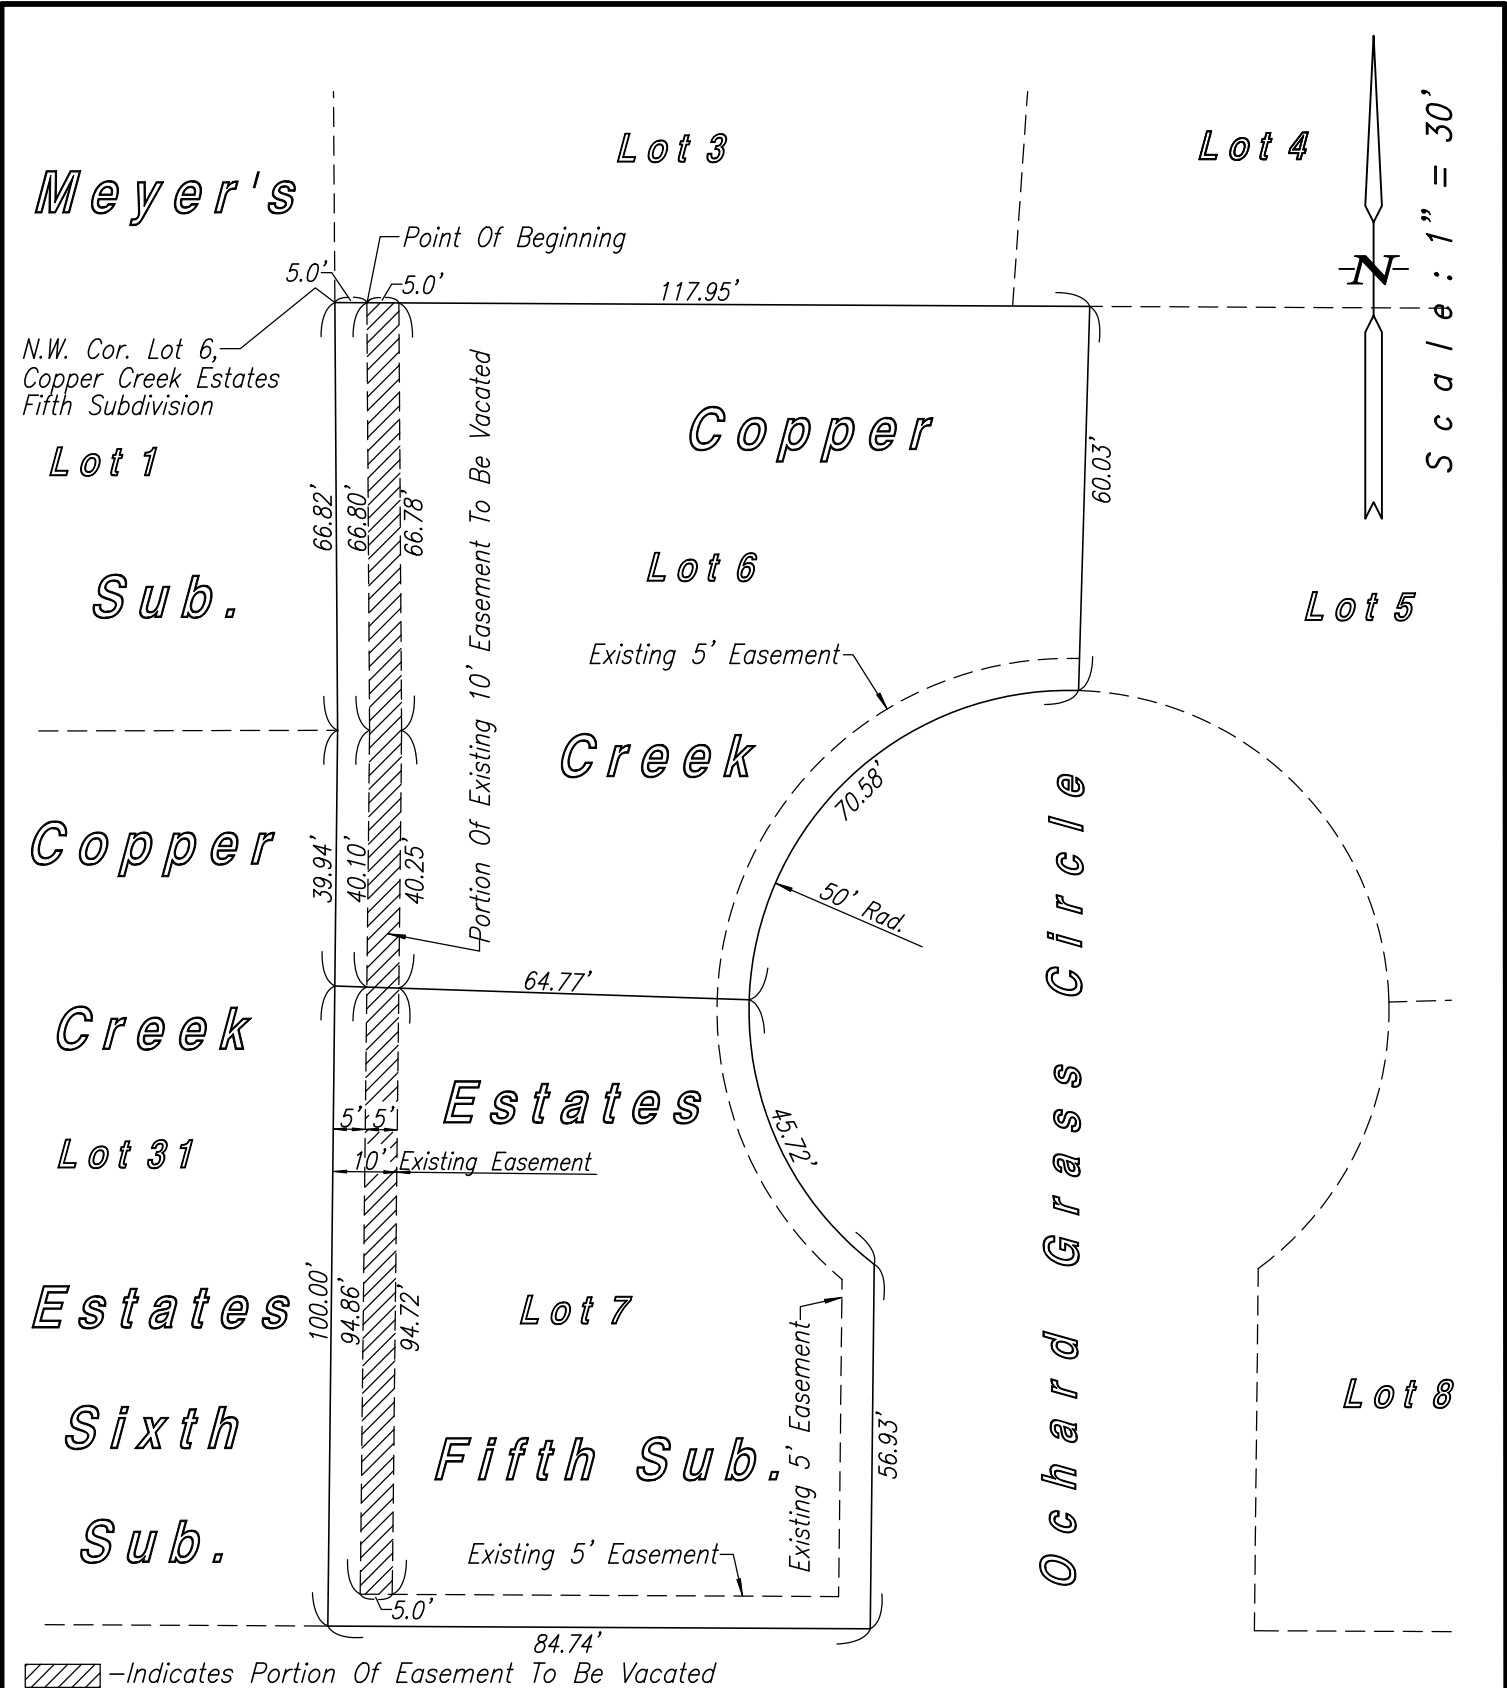 Lot 3
Lot 4
Meyer's
Scale: 1" = 30'
Point Of Beginning
N
5.0'
5.0'
117.95'
N.W. Cor. Lot 6,
Copper Creek Estates
Fifth Subdivision
Lot 1
Copper
60.03'
66.82'
66.80'
66.78'
Portion Of Existing 10' Easement To Be Vacated
Lot 6
Sub.
Lot 5
Existing 5' Easement
Creek
70.58'
Copper
39.94'
40.10'
40.25'
50' Rad.
Ochard Grass Circle
64.77'
Creek
Estates
5'
5'
45.72'
Lot 31
10' Existing Easement
Estates
100.00'
94.86'
94.72'
Lot 7
Existing 5' Easement
Lot 8
Sixth
Fifth Sub.
56.93'
Sub.
Existing 5' Easement
5.0'
84.74'
-Indicates Portion Of Easement To Be Vacated